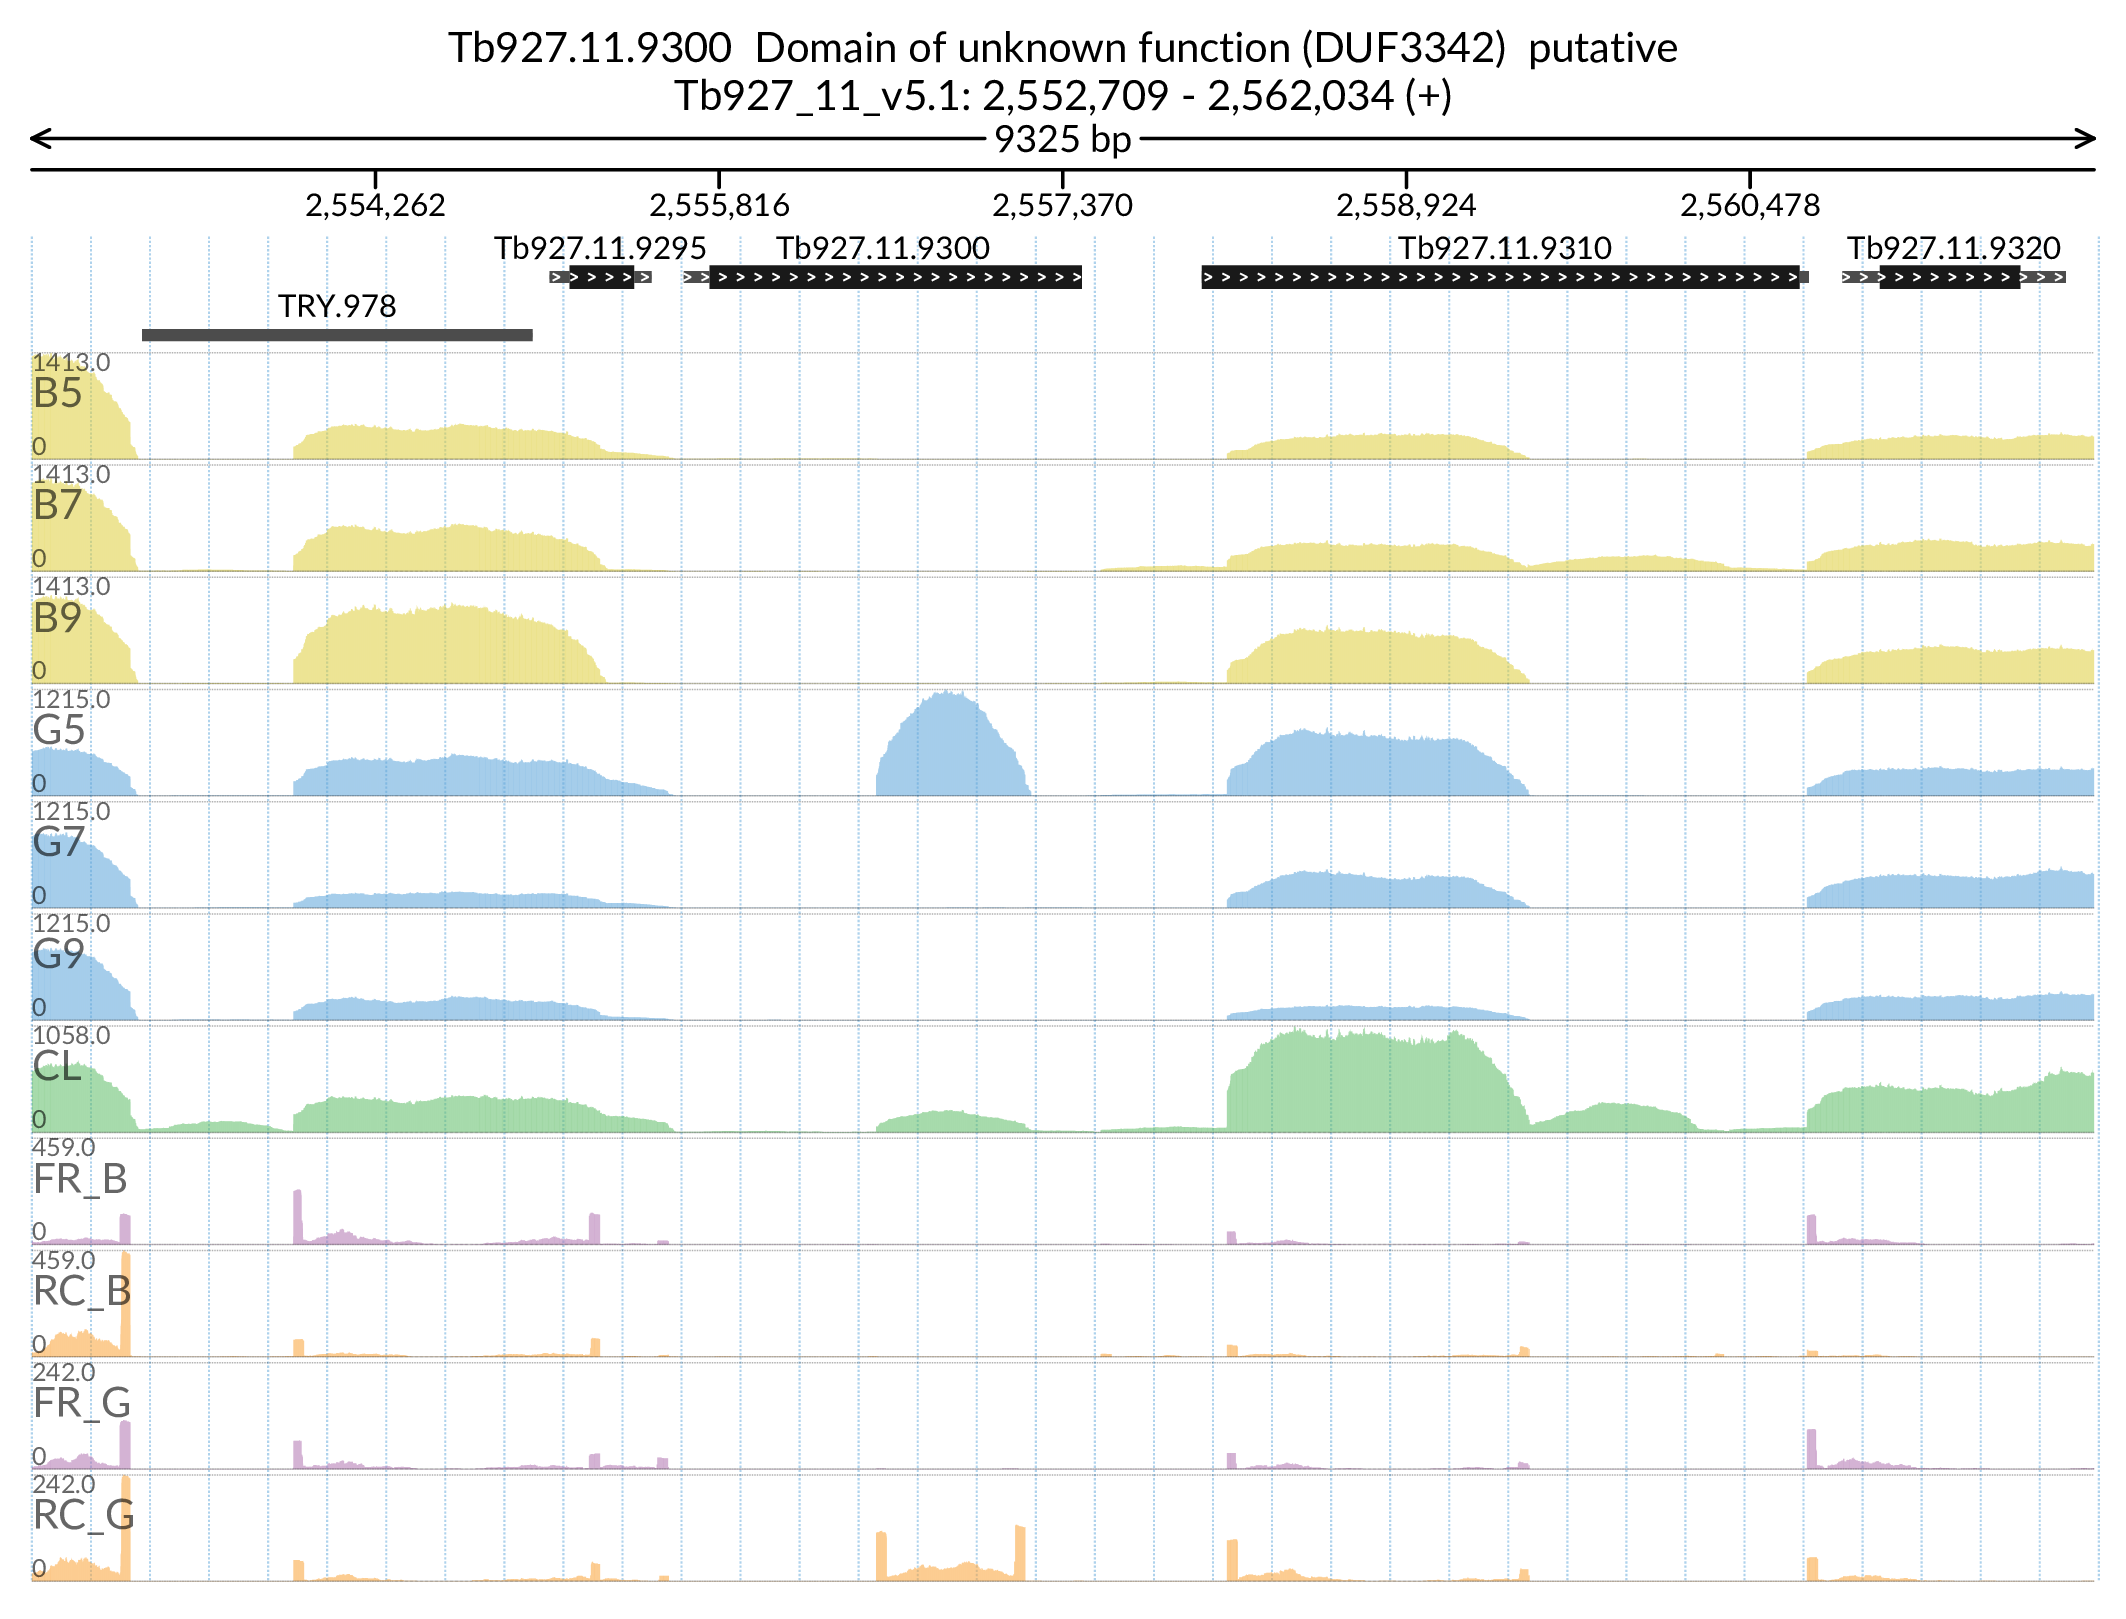 Tb927.11.9300 Domain of unknown function (DUF3342) putative
Tb927_11_v5.1: 2,552,709 - 2,562,034 (+)
9325 bp
2,554,262 2,555,816 2,557,370 2,558,924 2,560,478
Tb927.11.9295 Tb927.11.9300 Tb927.11.9310 Tb927.11.9320
TRY.978
1413.0
B5
0
1413.0
B7
0
1413.0
B9
0
1215.0
G5
0
1215.0
G7
0
1215.0
G9
0
1058.0
CL
0
459.0
FR_B
0
459.0
RC_B
0
242.0
FR_G
0
242.0
RC_G
0